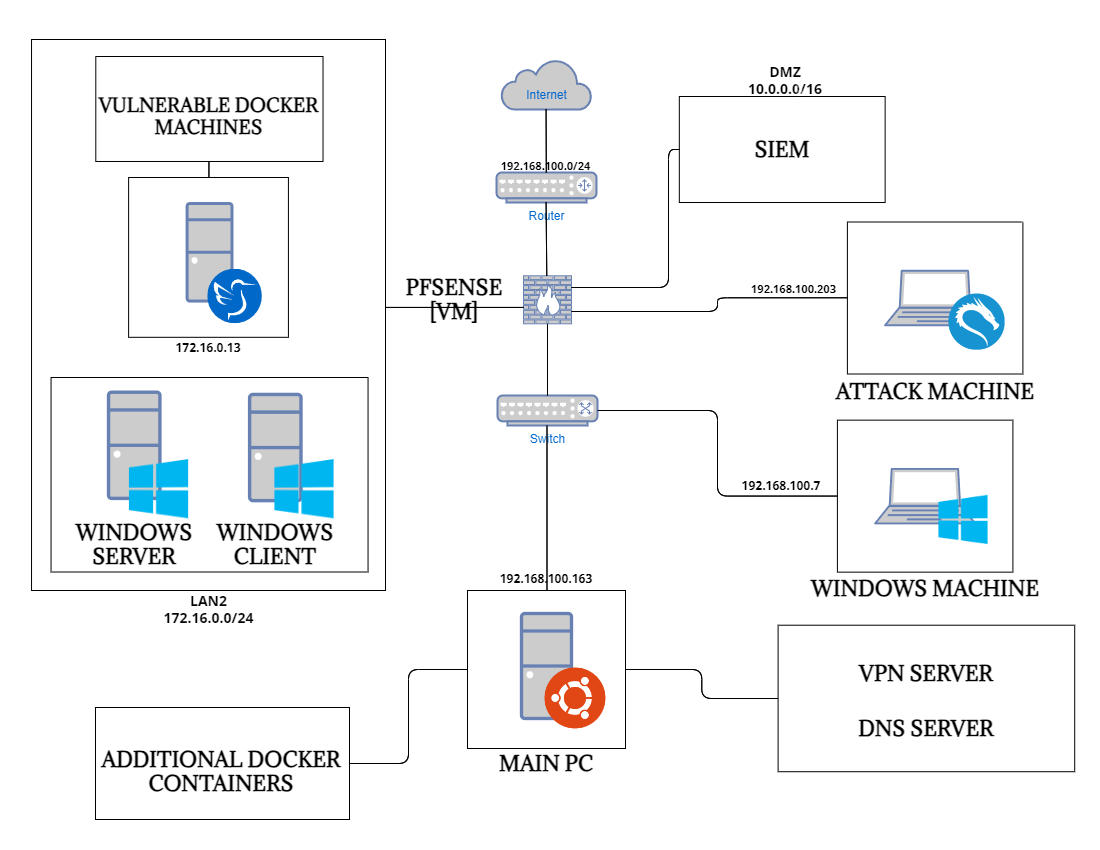 VULNERABLE DOCKER
MACHINES
172.16.0.13
WINDOWS
SERVER
WINDOWS
CLIENT
LAN2
172.16.0.0/24
Internet
192.168.100.0/24
Router
PFSENSE
[VM]
DMZ
10.0.0.0/16
SIEM
192.168.100.203
ATTACK MACHINE
Switch
192.168.100.7
WINDOWS MACHINE
192.168.100.163
MAIN PC
VPN SERVER
DNS SERVER
ADDITIONAL DOCKER
CONTAINERS